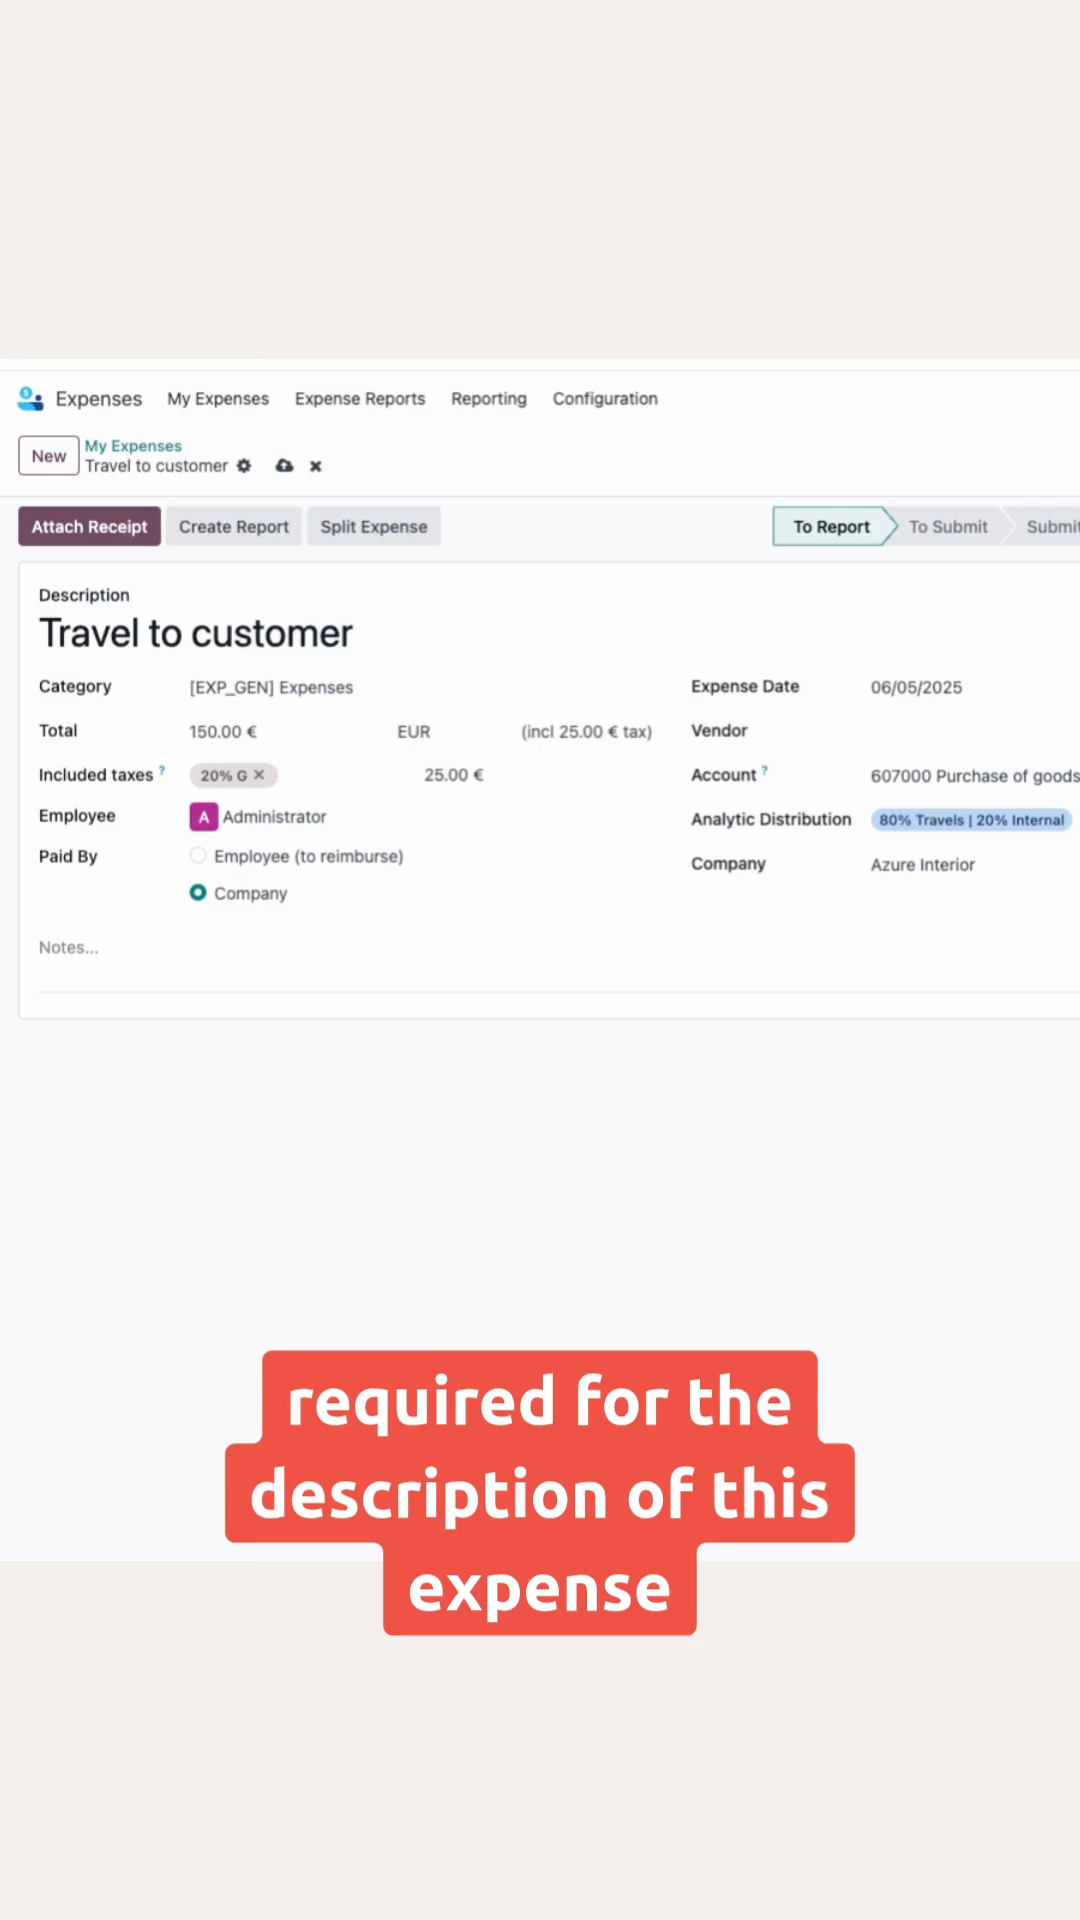 Expenses My Expenses Expense Reports Reporting Configuration
New
My Expenses
Travel to customer
Attach Receipt Create Report Split Expense To Report To Submit Submit
Description
Travel to customer
Category [EXP_GEN] Expenses Expense Date 06/05/2025
Total 150.00 € EUR (incl 25.00 € tax) Vendor
Included taxes ? 20% G × 25.00 € Account ? 607000 Purchase of goods
Employee A Administrator Analytic Distribution 80% Travels | 20% Internal
Paid By Employee (to reimburse) Company Azure Interior
Company
Notes...
required for the
description of this
expense